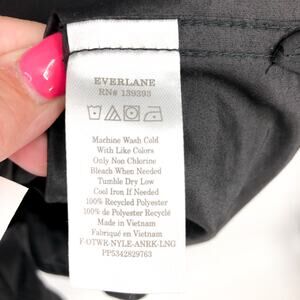 EVERLANE
RN# 139393
Machine Wash Cold
With Like Colors
Only Non Chlorine
Bleach When Needed
Tumble Dry Low
Cool Iron If Needed
100% Recycled Polyester
100% de Polyester Recyclé
Made in Vietnam
Fabriqué en Vietnam
F-OTWR-NYLE-ANRK-LNG
PP5342829763